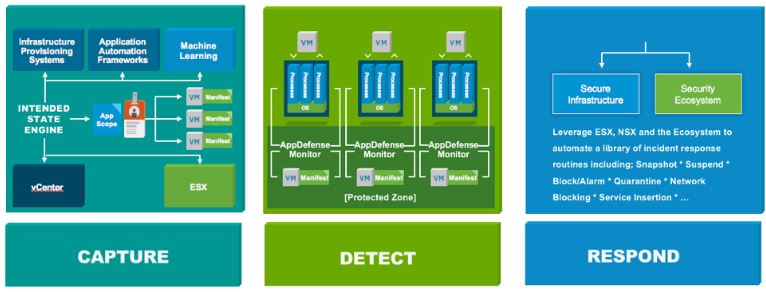 Infrastructure
Provisioning
Systems
Application
Automation
Frameworks
Machine
Learning
INTENDED
STATE
ENGINE
App
Scope
VM Manifest
VM Manifest
VM Manifest
vCenter
ESX
CAPTURE
VM
VM
VM
Processes Processes Processes
OS
Processes Processes Processes
OS
Processes Processes Processes
OS
AppDefense
Monitor
AppDefense
Monitor
AppDefense
Monitor
VM Manifest
VM Manifest
VM Manifest
[Protected Zone]
DETECT
Secure
Infrastructure
Security
Ecosystem
Leverage ESX, NSX and the Ecosystem to
automate a library of incident response
routines including; Snapshot * Suspend *
Block/Alarm * Quarantine * Network
Blocking * Service Insertion * ...
RESPOND